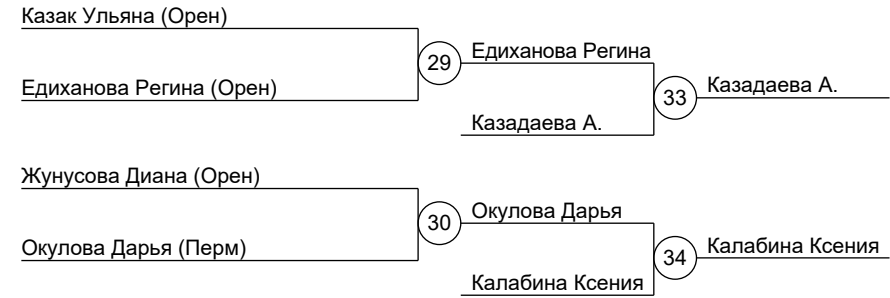 Казак Ульяна (Орен)
29
Едиханова Регина
Едиханова Регина (Орен)
33
Казадаева А.
Казадаева А.
Жунусова Диана (Орен)
30
Окулова Дарья
Окулова Дарья (Перм)
34
Калабина Ксения
Калабина Ксения